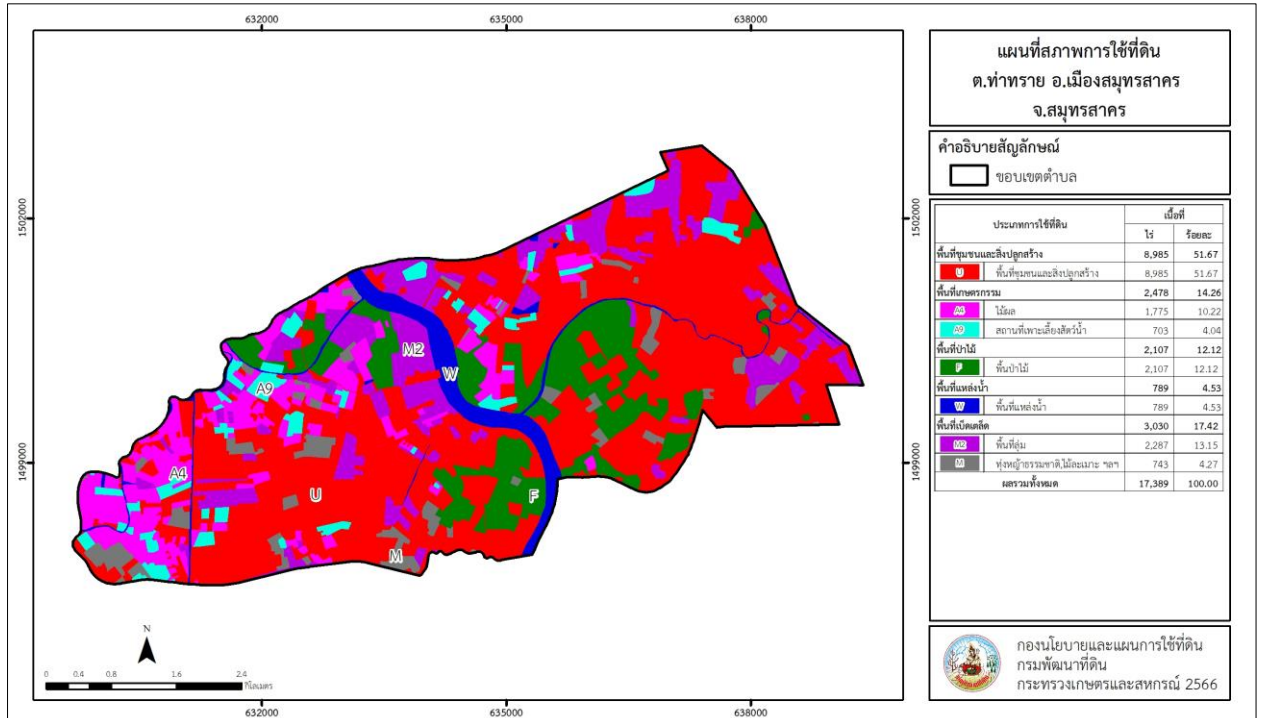 632000 635000 638000
1502000 1502000
1499000 1499000
M2
W
A9
A4
U
F
M
N
0 0.4 0.8 1.6 2.4
กิโลเมตร
632000 635000 638000
แผนที่สภาพการใช้ที่ดิน
ต.ท่าทราย อ.เมืองสมุทรสาคร
จ.สมุทรสาคร
คำอธิบายสัญลักษณ์
ขอบเขตตำบล
ประเภทการใช้ที่ดิน เนื้อที่
ไร่ ร้อยละ
พื้นที่ชุมชนและสิ่งปลูกสร้าง 8,985 51.67
U พื้นที่ชุมชนและสิ่งปลูกสร้าง 8,985 51.67
พื้นที่เกษตรกรรม 2,478 14.26
A4 ไม้ผล 1,775 10.22
A9 สถานที่เพาะเลี้ยงสัตว์น้ำ 703 4.04
พื้นที่ป่าไม้ 2,107 12.12
F พื้นป่าไม้ 2,107 12.12
พื้นที่แหล่งน้ำ 789 4.53
W พื้นที่แหล่งน้ำ 789 4.53
พื้นที่เบ็ดเตล็ด 3,030 17.42
M2 พื้นที่ลุ่ม 2,287 13.15
M ทุ่งหญ้าธรรมชาติ,ไม้ละเมาะ ฯลฯ 743 4.27
ผลรวมทั้งหมด 17,389 100.00
กองนโยบายและแผนการใช้ที่ดิน
กรมพัฒนาที่ดิน
กระทรวงเกษตรและสหกรณ์ 2566